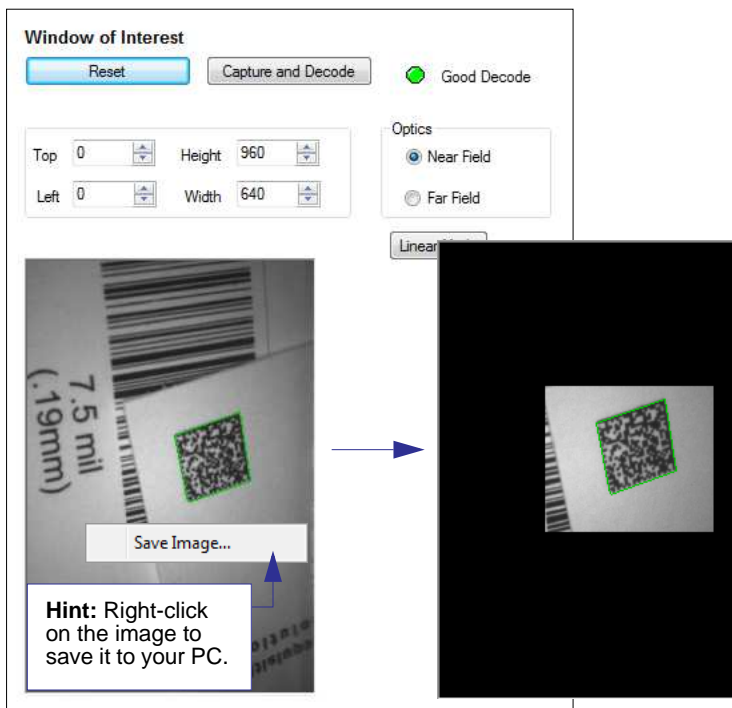 Window of Interest
Reset
Capture and Decode
Good Decode
Top 0
Height 960
Left 0
Width 640
Optics
Near Field
Far Field
Linear
7.5 mil
(.19mm)
Save Image...
Hint: Right-click
on the image to
save it to your PC.